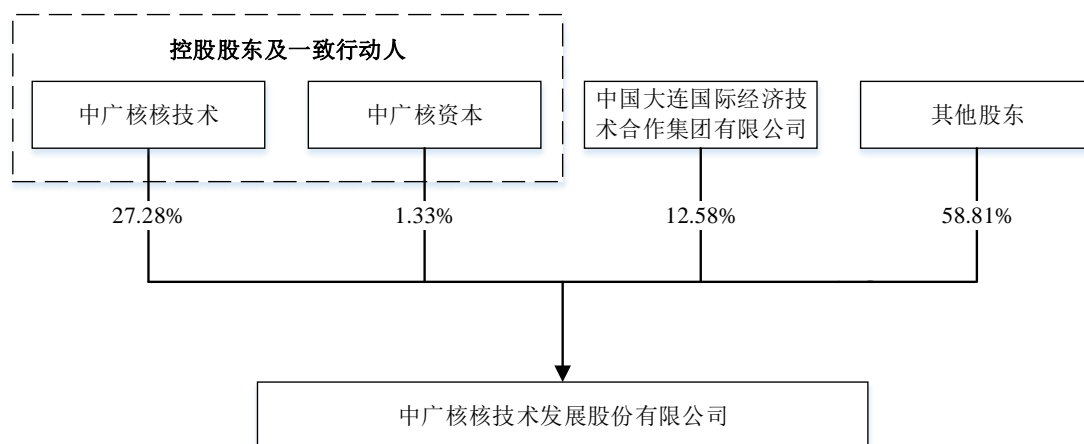 控股股东及一致行动人
中广核核技术
中广核资本
中国大连国际经济技
术合作集团有限公司
其他股东
27.28%
1.33%
12.58%
58.81%
中广核核技术发展股份有限公司